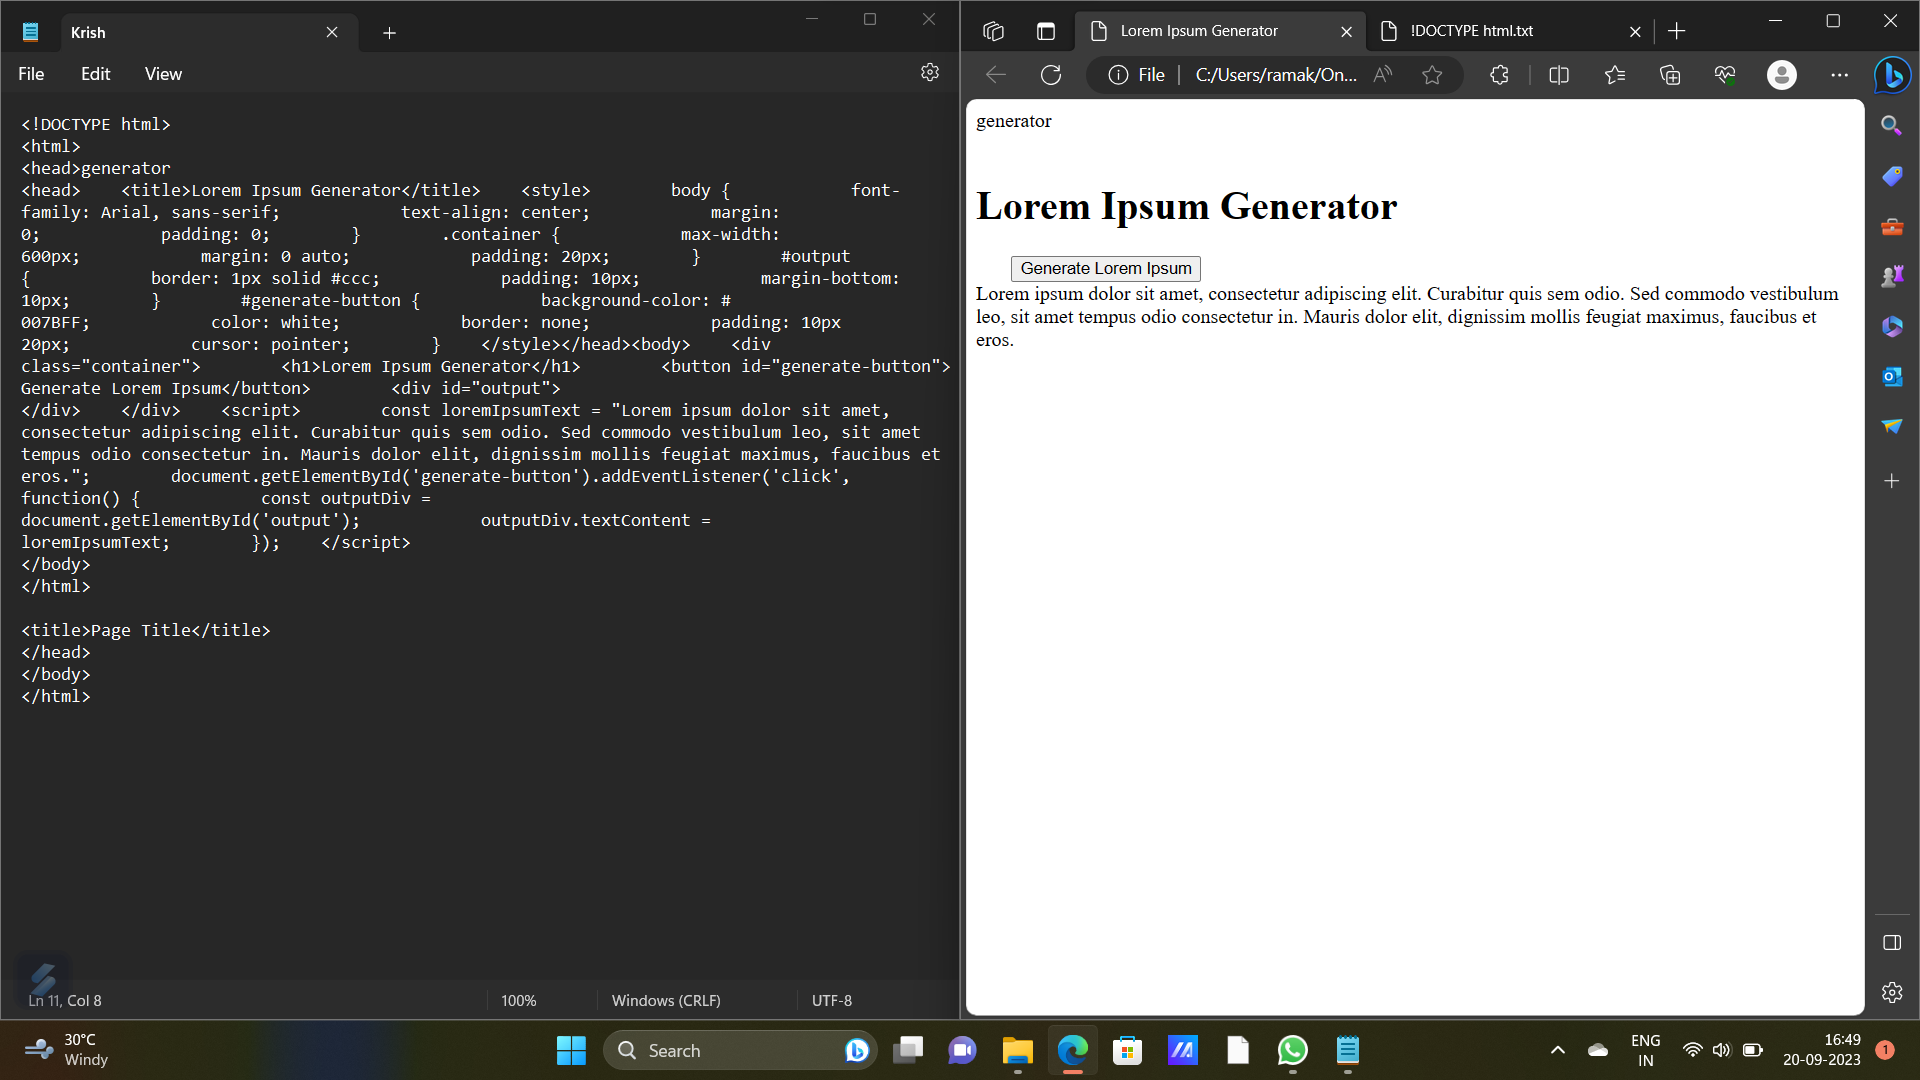 Krish
File Edit View
<!DOCTYPE html>
<html>
<head>generator
<head>    <title>Lorem Ipsum Generator</title>    <style>        body {            font-
family: Arial, sans-serif;            text-align: center;            margin:
0;            padding: 0;        }        .container {            max-width:
600px;            margin: 0 auto;            padding: 20px;        }        #output
{            border: 1px solid #ccc;            padding: 10px;            margin-bottom:
10px;        }        #generate-button {            background-color: #
007BFF;            color: white;            border: none;            padding: 10px
20px;            cursor: pointer;        }    </style></head><body>    <div
class="container">        <h1>Lorem Ipsum Generator</h1>        <button id="generate-button">
Generate Lorem Ipsum</button>        <div id="output">
</div>    </div>    <script>        const loremIpsumText = "Lorem ipsum dolor sit amet,
consectetur adipiscing elit. Curabitur quis sem odio. Sed commodo vestibulum leo, sit amet
tempus odio consectetur in. Mauris dolor elit, dignissim mollis feugiat maximus, faucibus et
eros.";        document.getElementById('generate-button').addEventListener('click',
function() {            const outputDiv =
document.getElementById('output');            outputDiv.textContent =
loremIpsumText;        });    </script>
</body>
</html>
<title>Page Title</title>
</head>
</body>
</html>
Ln 11, Col 8 100% Windows (CRLF) UTF-8
Lorem Ipsum Generator !DOCTYPE html.txt
File C:/Users/ramak/On...
generator
Lorem Ipsum Generator
Generate Lorem Ipsum
Lorem ipsum dolor sit amet, consectetur adipiscing elit. Curabitur quis sem odio. Sed commodo vestibulum
leo, sit amet tempus odio consectetur in. Mauris dolor elit, dignissim mollis feugiat maximus, faucibus et
eros.
30°C
Windy
Search
ENG
IN
16:49
20-09-2023
1